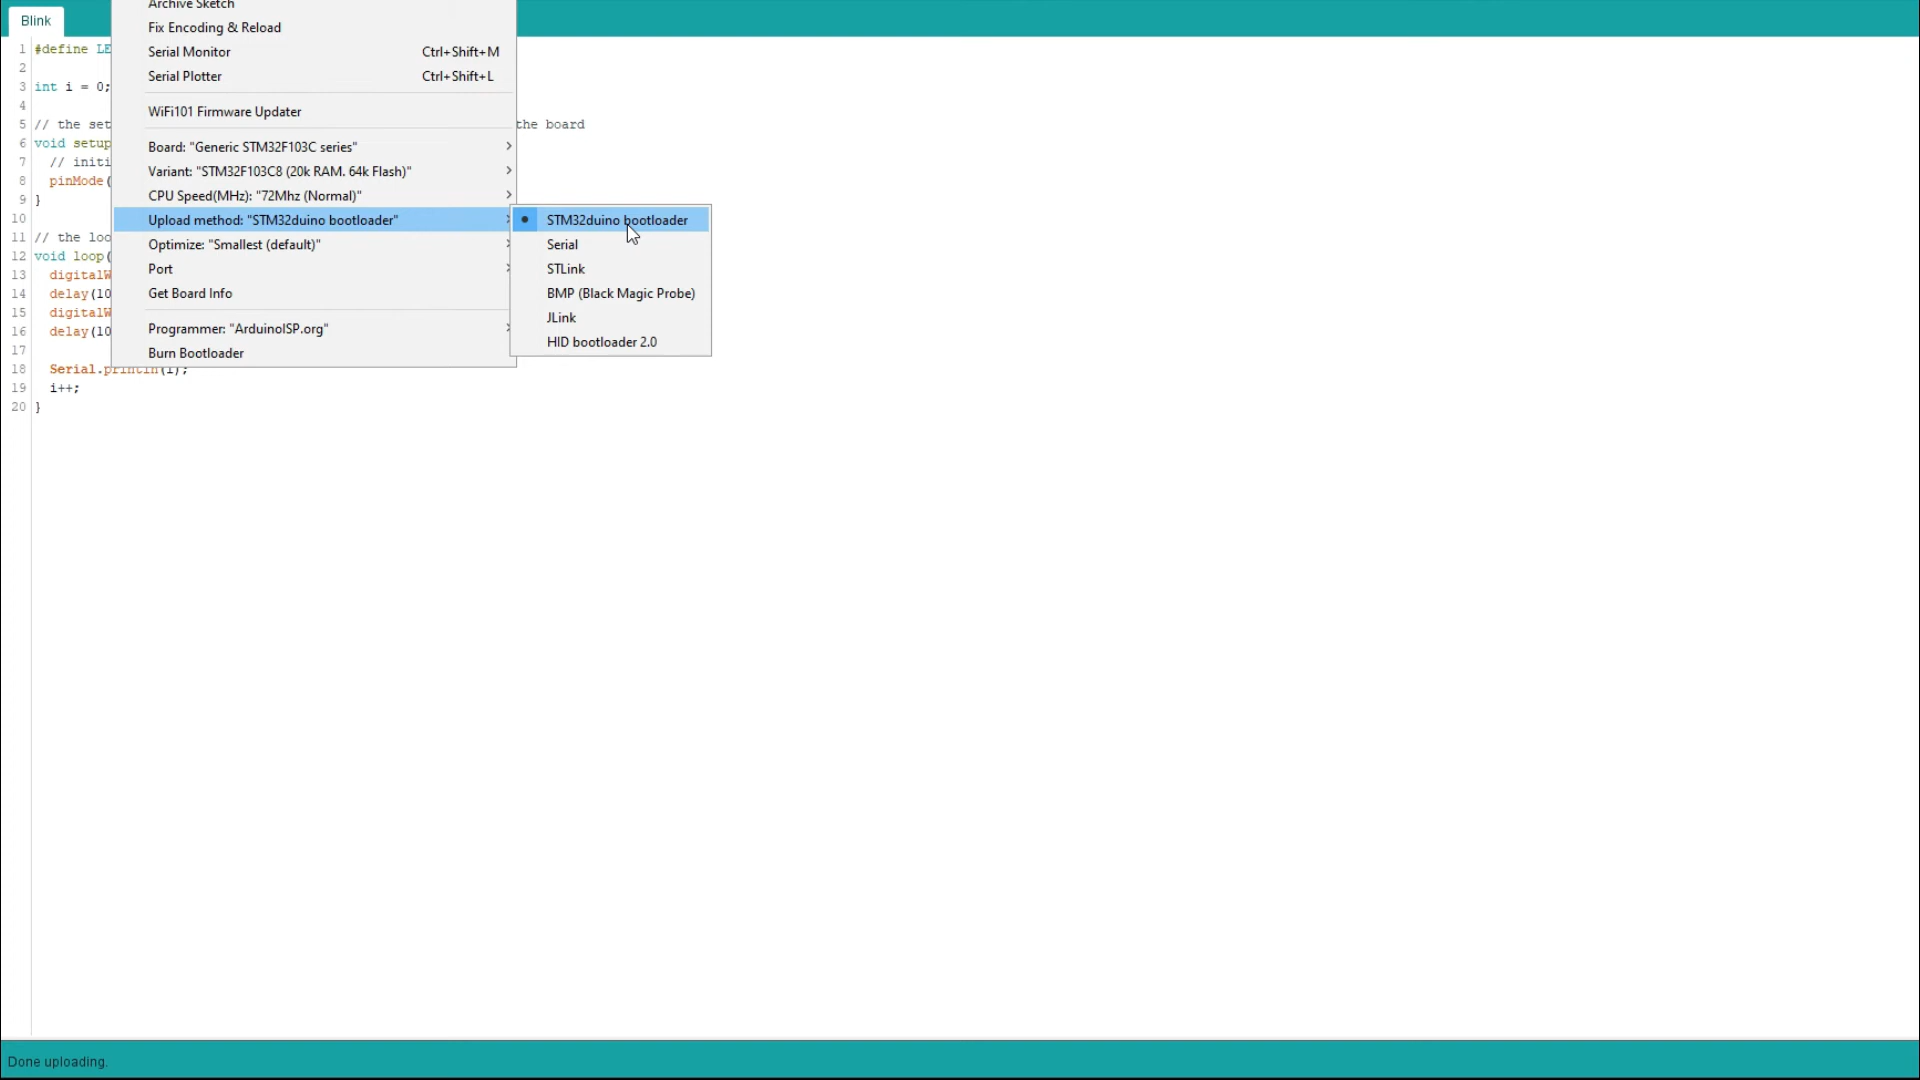 Blink
Archive Sketch
Fix Encoding & Reload
Serial Monitor Ctrl+Shift+M
Serial Plotter Ctrl+Shift+L
WiFi101 Firmware Updater
Board: "Generic STM32F103C series"
Variant: "STM32F103C8 (20k RAM. 64k Flash)"
CPU Speed(MHz): "72Mhz (Normal)"
Upload method: "STM32duino bootloader"
Optimize: "Smallest (default)"
Port
Get Board Info
Programmer: "ArduinoISP.org"
Burn Bootloader
STM32duino bootloader
Serial
STLink
BMP (Black Magic Probe)
JLink
HID bootloader 2.0
1 #define LE
2
3 int i = 0;
4
5 // the set the board
6 void setup
7 // initi
8 pinMode(
9 }
10
11 // the loo
12 void loop(
13 digitalW
14 delay(10
15 digitalW
16 delay(10
17
18 Serial.println(i);
19 i++;
20 }
Done uploading.